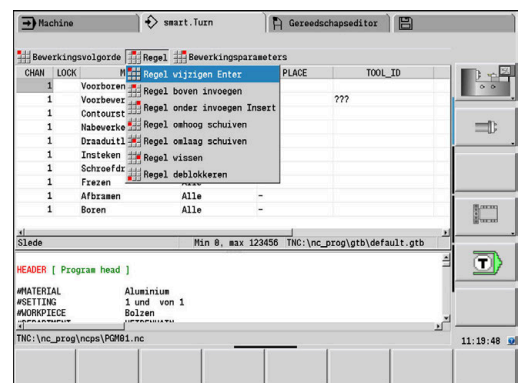 Machine smart.Turn Gereedschapseditor
Bewerkingsvolgorde Regel Bewerkingsparameters
CHAN LOCK M PLACE TOOL_ID
Regel wijzigen Enter
Regel boven invoegen
Regel onder invoegen Insert
Regel omhoog schuiven
Regel omlaag schuiven
Regel wissen
Regel deblokkeren
1 Voorboren
1 Voorbewer ???
1 Contourst
1 Nabewerke
1 Draaduitl
1 Insteken
1 Schroefdr
1 Frezen Alle
1 Afbramen Alle -
1 Boren Alle -
Slede Min 0, max 123456 TNC:\nc_prog\gtb\default.gtb
HEADER [ Program head ]
#MATERIAL Aluminium
#SETTING 1 und von 1
#WORKPIECE Bolzen
TNC:\nc_prog\ncps\PGM01.nc
T
11:19:48